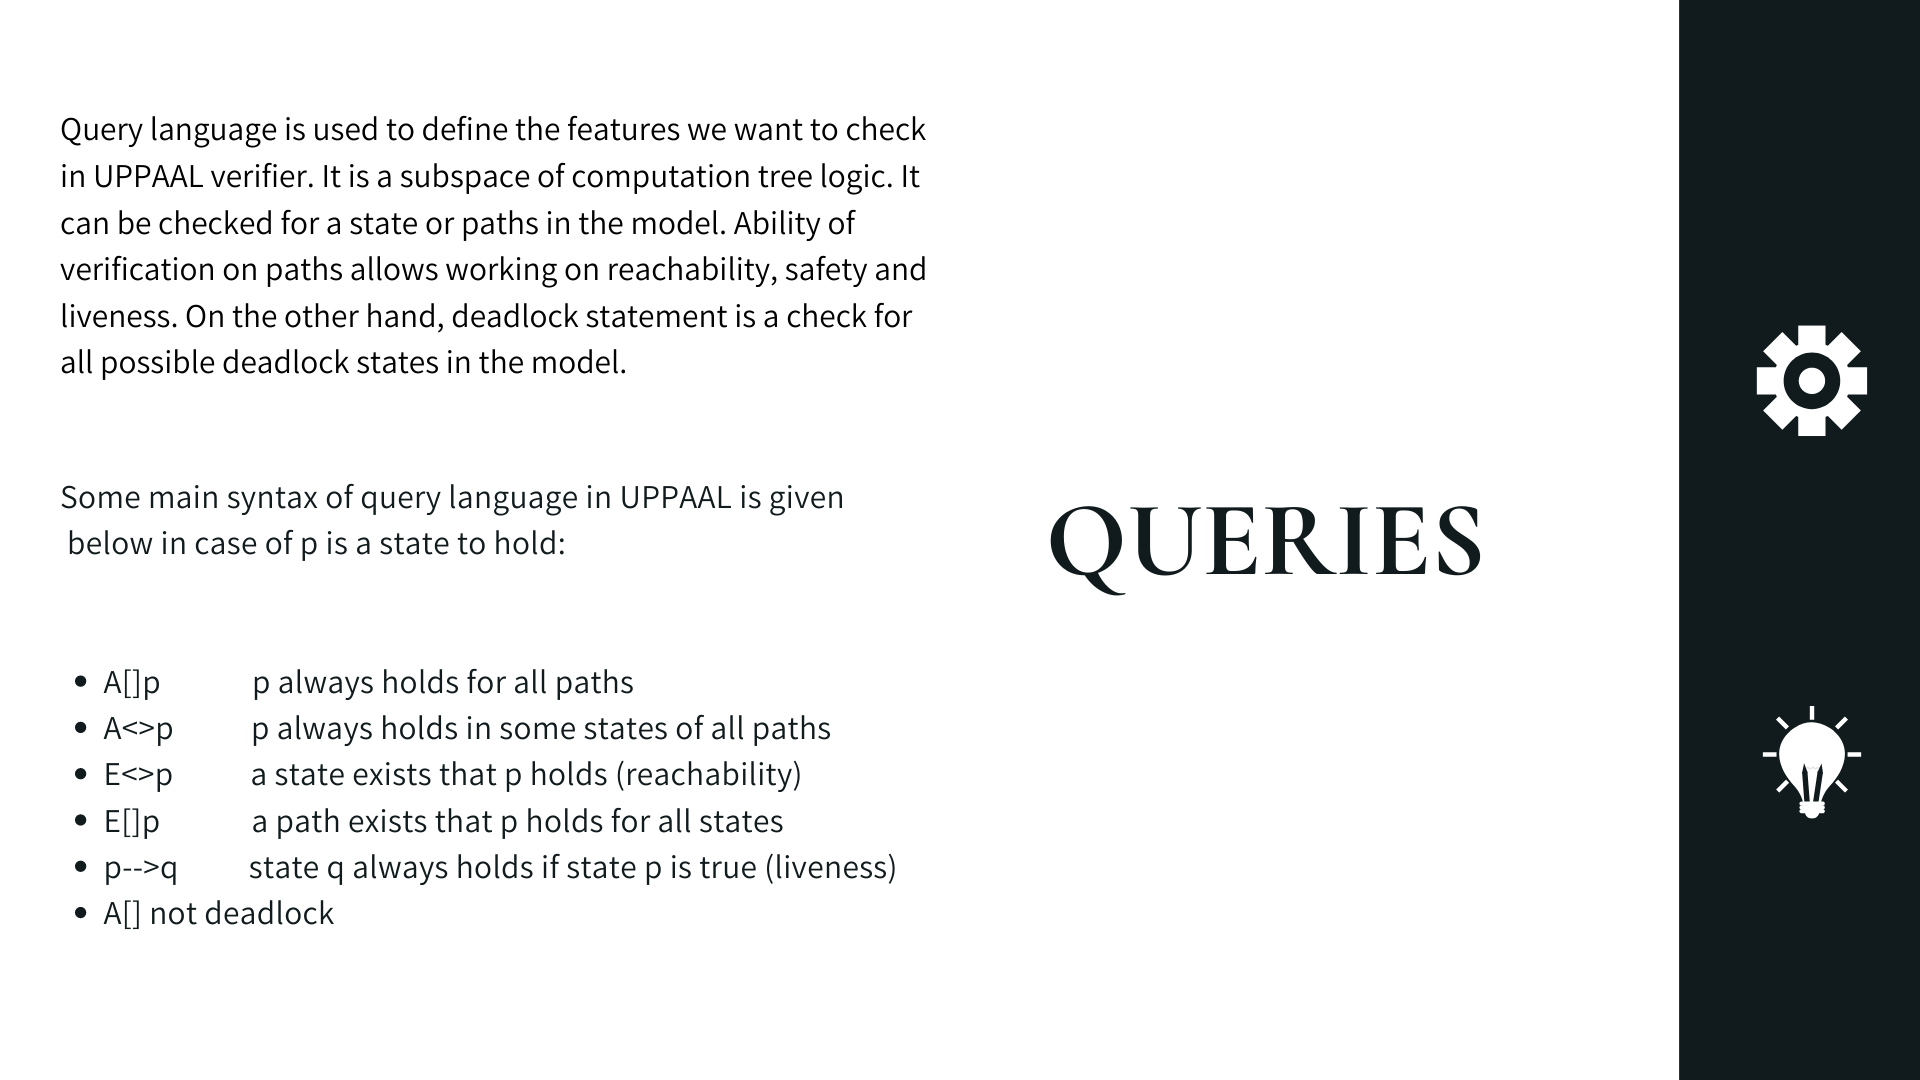 Query language is used to define the features we want to check
in UPPAAL verifier. It is a subspace of computation tree logic. It
can be checked for a state or paths in the model. Ability of
verification on paths allows working on reachability, safety and
liveness. On the other hand, deadlock statement is a check for
all possible deadlock states in the model.
Some main syntax of query language in UPPAAL is given
below in case of p is a state to hold:
• A[]p p always holds for all paths
• A<>p p always holds in some states of all paths
• E<>p a state exists that p holds (reachability)
• E[]p a path exists that p holds for all states
• p-->q state q always holds if state p is true (liveness)
• A[] not deadlock
QUERIES